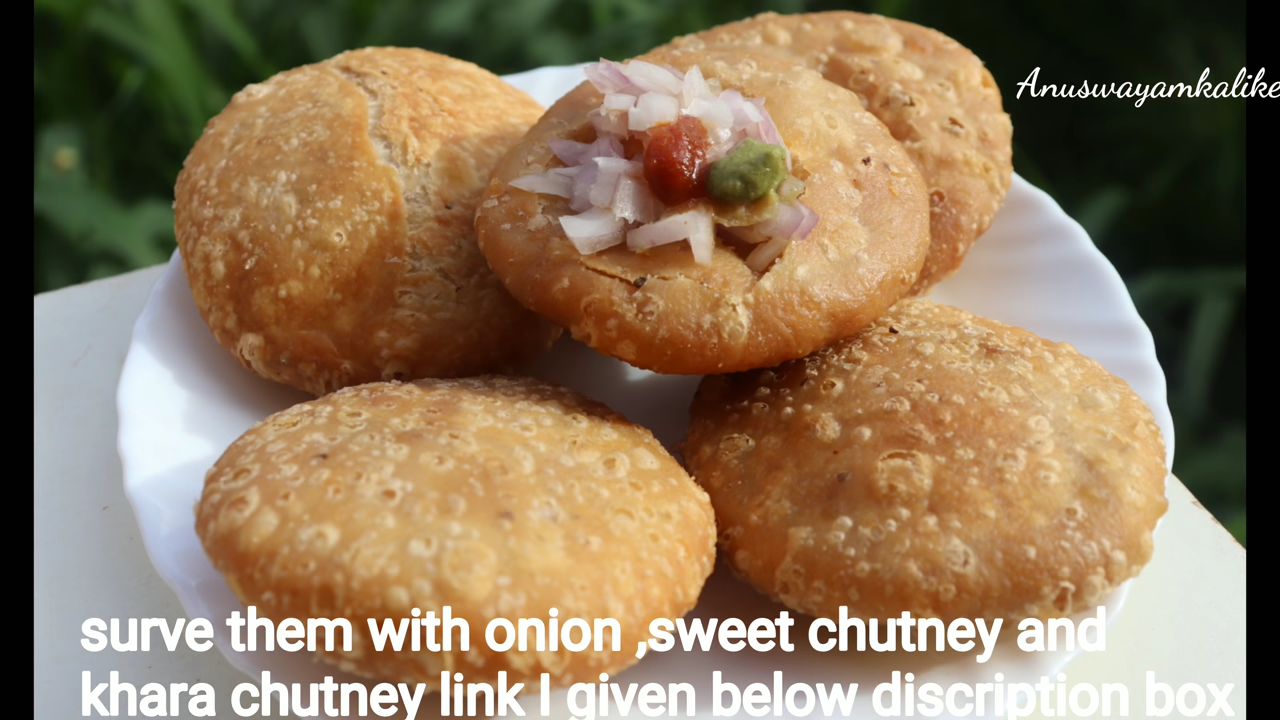 Anuswayamkalike
surve them with onion ,sweet chutney and
khara chutney link I given below discription box